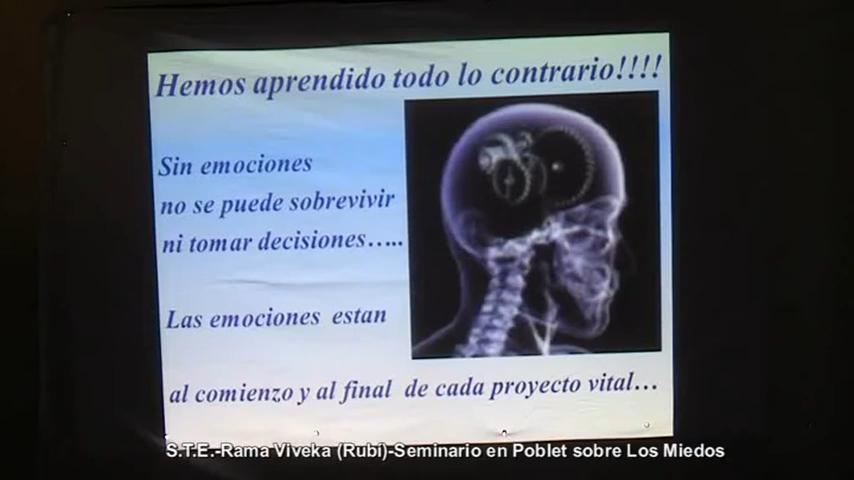 Hemos aprendido todo lo contrario!!!!
Sin emociones
no se puede sobrevivir
ni tomar decisiones.....
Las emociones estan
al comienzo y al final de cada proyecto vital...
S.T.E.-Rama Viveka (Rubí)-Seminario en Poblet sobre Los Miedos